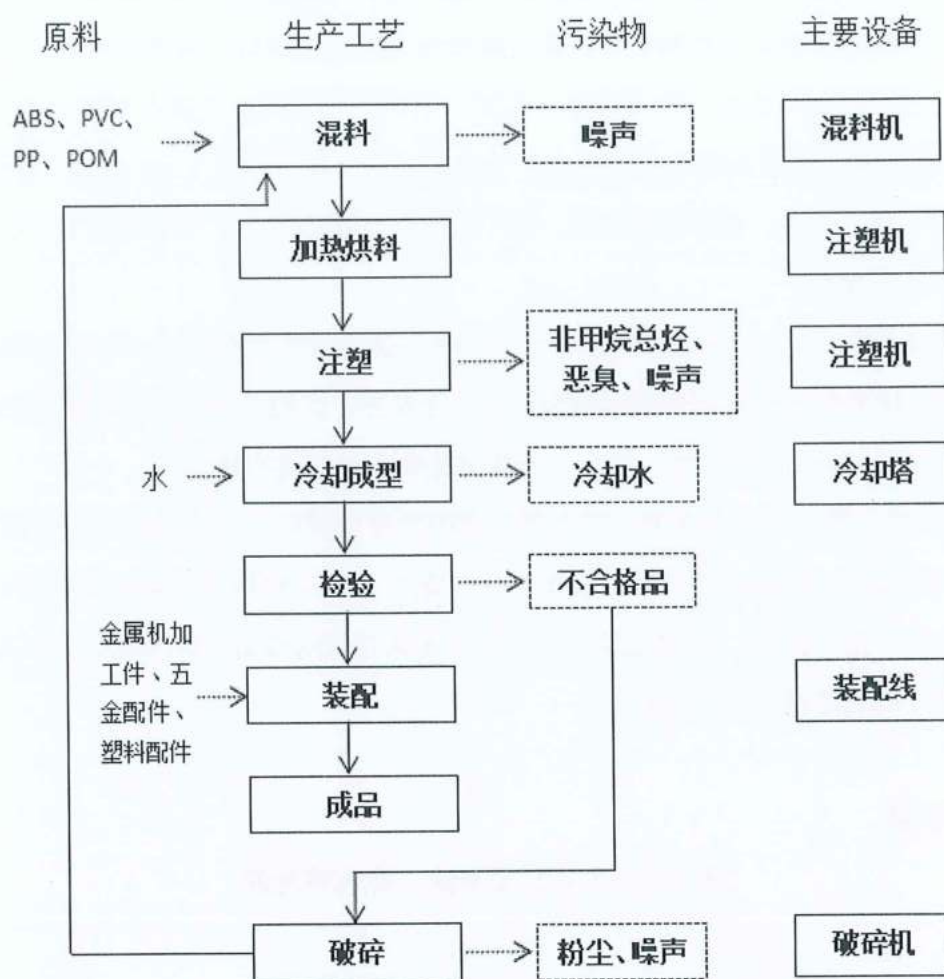 原料 生产工艺 污染物 主要设备
ABS、PVC、
PP、POM
混料
噪声
混料机
加热烘料
注塑机
注塑
非甲烷总烃、
恶臭、噪声
注塑机
水
冷却成型
冷却水
冷却塔
检验
不合格品
金属机加
工件、五
金配件、
塑料配件
装配
装配线
成品
破碎
粉尘、噪声
破碎机